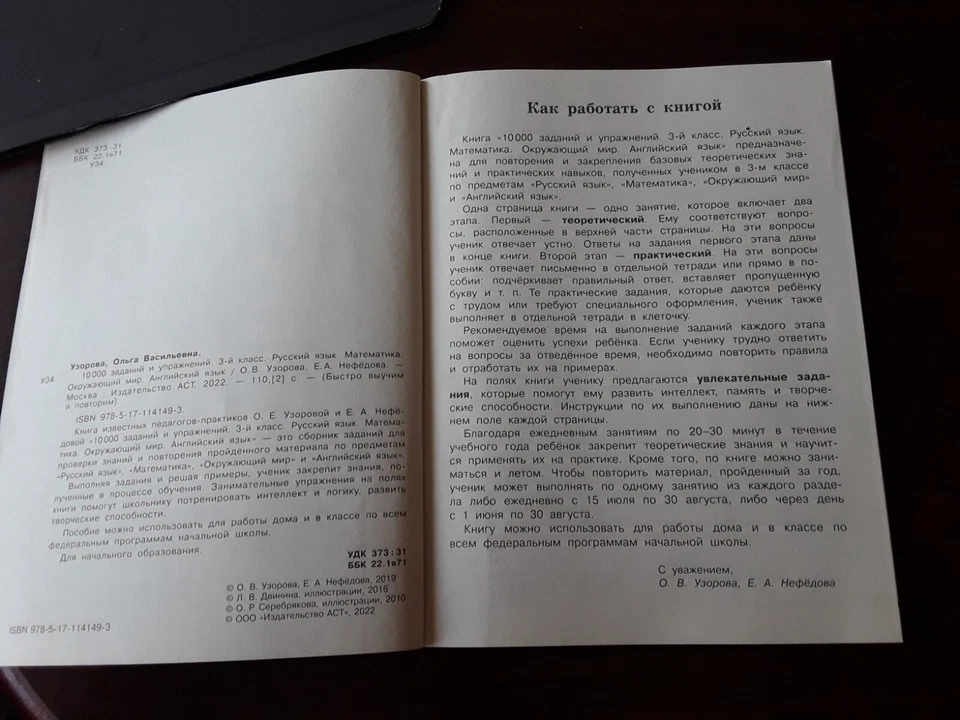 УДК 373:31
ББК 22.1я71
У34
Узорова, Ольга Васильевна.
У34
10000 заданий и упражнений. 3-й класс. Русский язык. Математика.
Окружающий мир. Английский язык / О.В. Узорова, Е.А. Нефёдова. —
Москва : Издательство АСТ, 2022. — 110,[2] с. — (Быстро выучим
и повторим).
ISBN 978-5-17-114149-3.
Книга известных педагогов-практиков О. Е. Узоровой и Е. А. Нефё-
довой «10000 заданий и упражнений. 3-й класс. Русский язык. Матема-
тика. Окружающий мир. Английский язык» — это сборник заданий для
проверки знаний и повторения пройденного материала по предметам
«Русский язык», «Математика», «Окружающий мир» и «Английский язык».
Выполняя задания и решая примеры, ученик закрепит знания, по-
лученные в процессе обучения. Занимательные упражнения на полях
книги помогут школьнику потренировать интеллект и логику, развить
творческие способности.
Пособие можно использовать для работы дома и в классе по всем
федеральным программам начальной школы.
Для начального образования.
УДК 373:31
ББК 22.1я71
© О. В. Узорова, Е. А. Нефёдова, 2019
© Л. В. Двинина, иллюстрации, 2016
© О. Р. Серебрякова, иллюстрации, 2010
© ООО «Издательство АСТ», 2022
ISBN 978-5-17-114149-3
Как работать с книгой
Книга «10000 заданий и упражнений. 3-й класс. Русский язык.
Математика. Окружающий мир. Английский язык» предназначе-
на для повторения и закрепления базовых теоретических зна-
ний и практических навыков, полученных учеником в 3-м классе
по предметам «Русский язык», «Математика», «Окружающий мир»
и «Английский язык».
Одна страница книги — одно занятие, которое включает два
этапа. Первый — теоретический. Ему соответствуют вопро-
сы, расположенные в верхней части страницы. На эти вопросы
ученик отвечает устно. Ответы на задания первого этапа даны
в конце книги. Второй этап — практический. На эти вопросы
ученик отвечает письменно в отдельной тетради или прямо в по-
собии: подчёркивает правильный ответ, вставляет пропущенную
букву и т. п. Те практические задания, которые даются ребёнку
с трудом или требуют специального оформления, ученик также
выполняет в отдельной тетради в клеточку.
Рекомендуемое время на выполнение заданий каждого этапа
поможет оценить успехи ребёнка. Если ученику трудно ответить
на вопросы за отведённое время, необходимо повторить правила
и отработать их на примерах.
На полях книги ученику предлагаются увлекательные зада-
ния, которые помогут ему развить интеллект, память и творче-
ские способности. Инструкции по их выполнению даны на ниж-
нем поле каждой страницы.
Благодаря ежедневным занятиям по 20–30 минут в течение
учебного года ребёнок закрепит теоретические знания и научит-
ся применять их на практике. Кроме того, по книге можно зани-
маться и летом. Чтобы повторить материал, пройденный за год,
ученик может выполнять по одному занятию из каждого разде-
ла либо ежедневно с 15 июля по 30 августа, либо через день
с 1 июня по 30 августа.
Книгу можно использовать для работы дома и в классе по
всем федеральным программам начальной школы.
С уважением,
О. В. Узорова, Е. А. Нефёдова